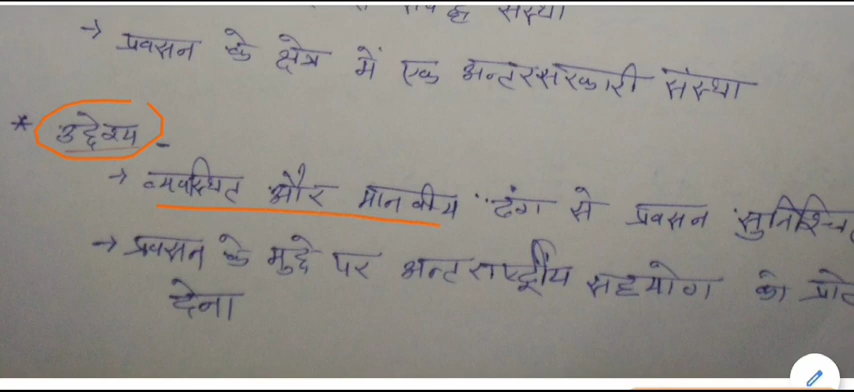 संस्था
→ प्रवसन के क्षेत्र में एक अन्तरसरकारी संस्था
* उद्देश्य -
→ व्यवस्थित और मानवीय ढंग से प्रवसन
→ प्रवसन के मुद्दे पर अन्तराष्ट्रीय सहयोग को
देना